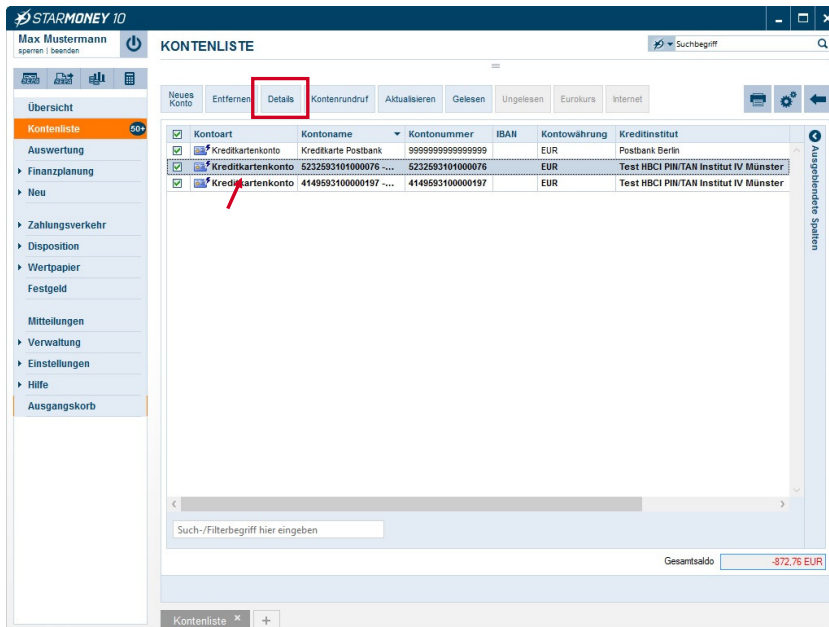 STARMONEY 10
Max Mustermann
sperren | beenden
KONTENLISTE
Suchbegriff
Neues Konto
Entfernen
Details
Kontenrundruf
Aktualisieren
Gelesen
Ungelesen
Eurokurs
Internet
Übersicht
Kontenliste 50+
Auswertung
Finanzplanung
Neu
Zahlungsverkehr
Disposition
Wertpapier
Festgeld
Mitteilungen
Verwaltung
Einstellungen
Hilfe
Ausgangskorb
Kontoart Kontoname Kontonummer IBAN Kontowährung Kreditinstitut
Kreditkartenkonto Kreditkarte Postbank 9999999999999999 EUR Postbank Berlin
Kreditkartenkonto 5232593101000076 -... 5232593101000076 EUR Test HBCI PIN/TAN Institut IV Münster
Kreditkartenkonto 4149593100000197 -... 4149593100000197 EUR Test HBCI PIN/TAN Institut IV Münster
Ausgeblendete Spalten
Such-/Filterbegriff hier eingeben
Gesamtsaldo -872,76 EUR
Kontenliste × +